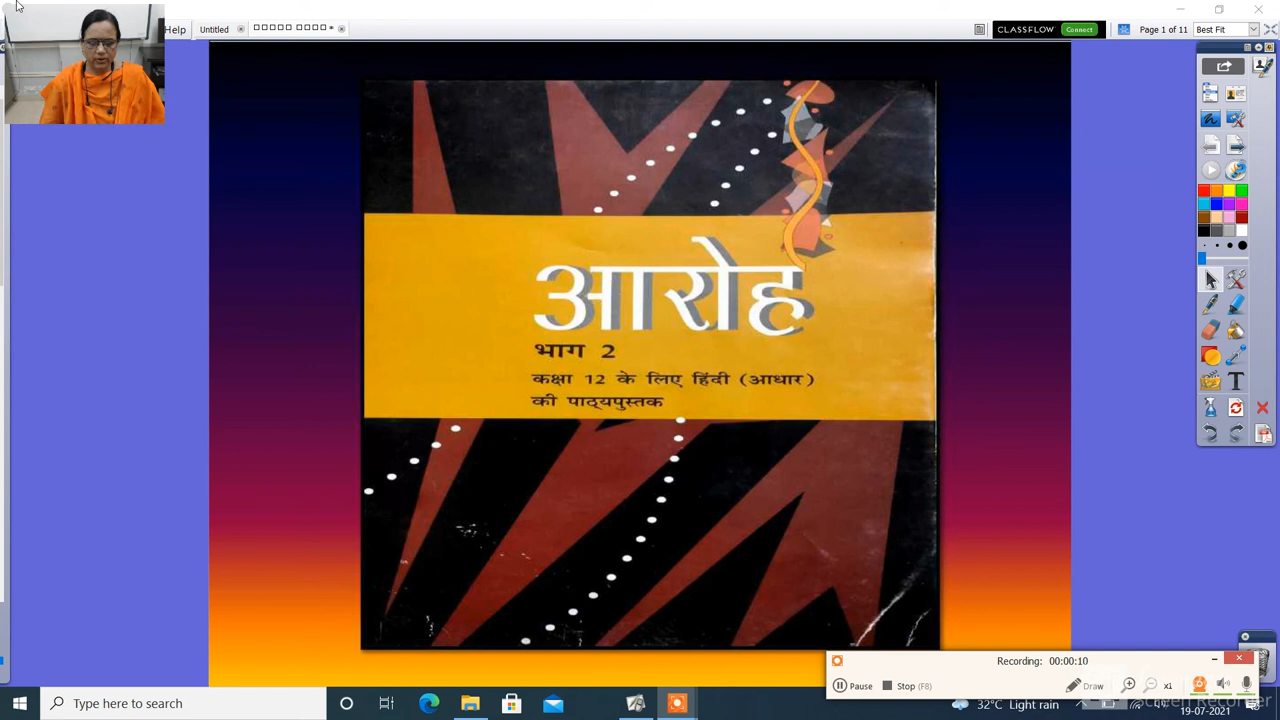 Help
Untitled
CLASSFLOW
Connect
Page 1 of 11
Best Fit
आरोह
भाग 2
कक्षा 12 के लिए हिंदी (आधार)
की पाठ्यपुस्तक
Recording: 00:00:10
Pause
Stop (F8)
Draw
x1
Type here to search
32°C Light rain
19-07-2021